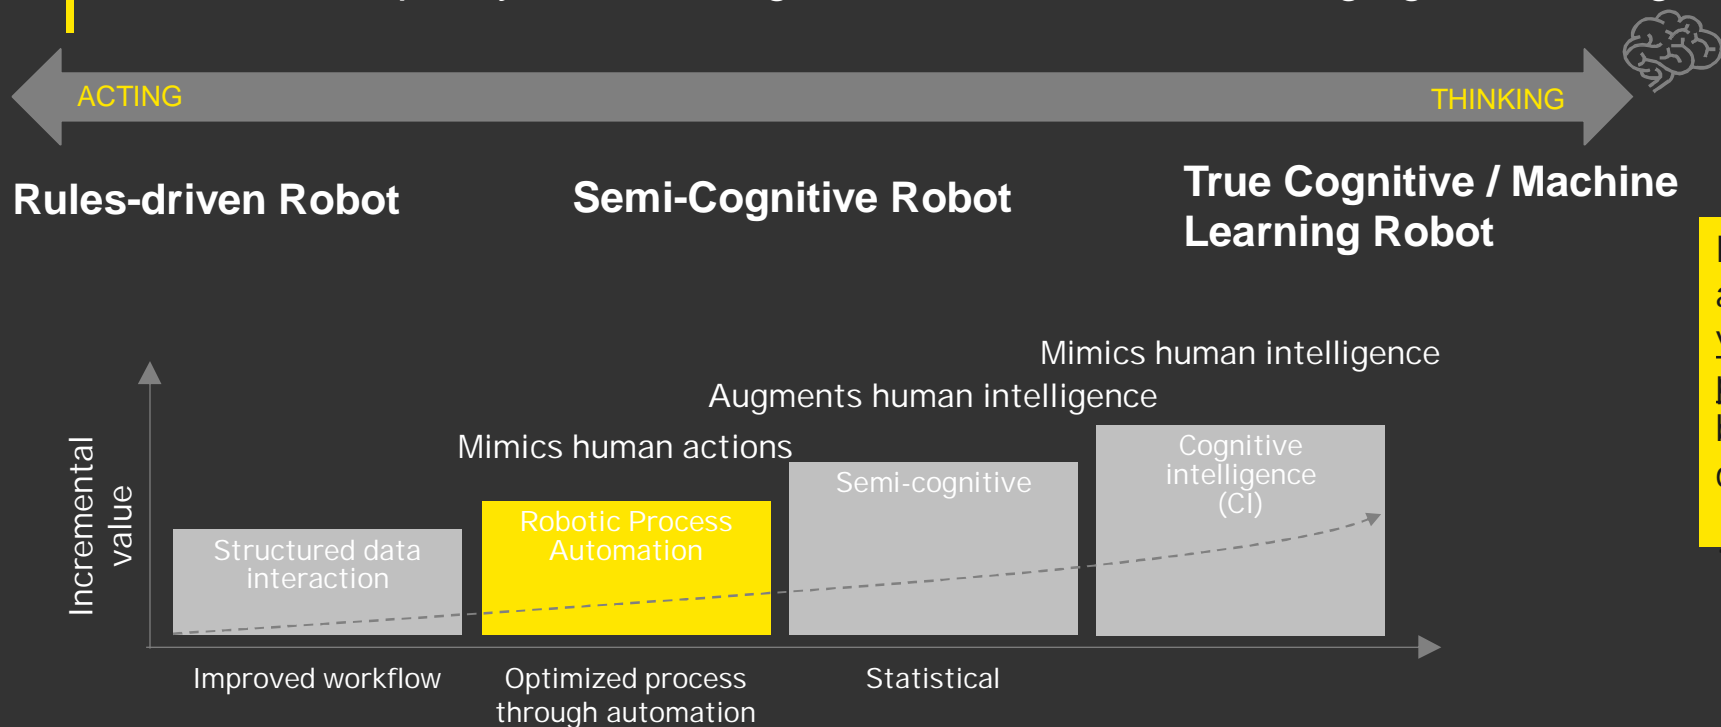 ACTING
THINKING
Rules-driven Robot
Semi-Cognitive Robot
True Cognitive / Machine
Learning Robot
Mimics human intelligence
Augments human intelligence
Mimics human actions
Incremental
value
Structured data
interaction
Robotic Process
Automation
Semi-cognitive
Cognitive
intelligence
(CI)
Improved workflow
Optimized process
through automation
Statistical